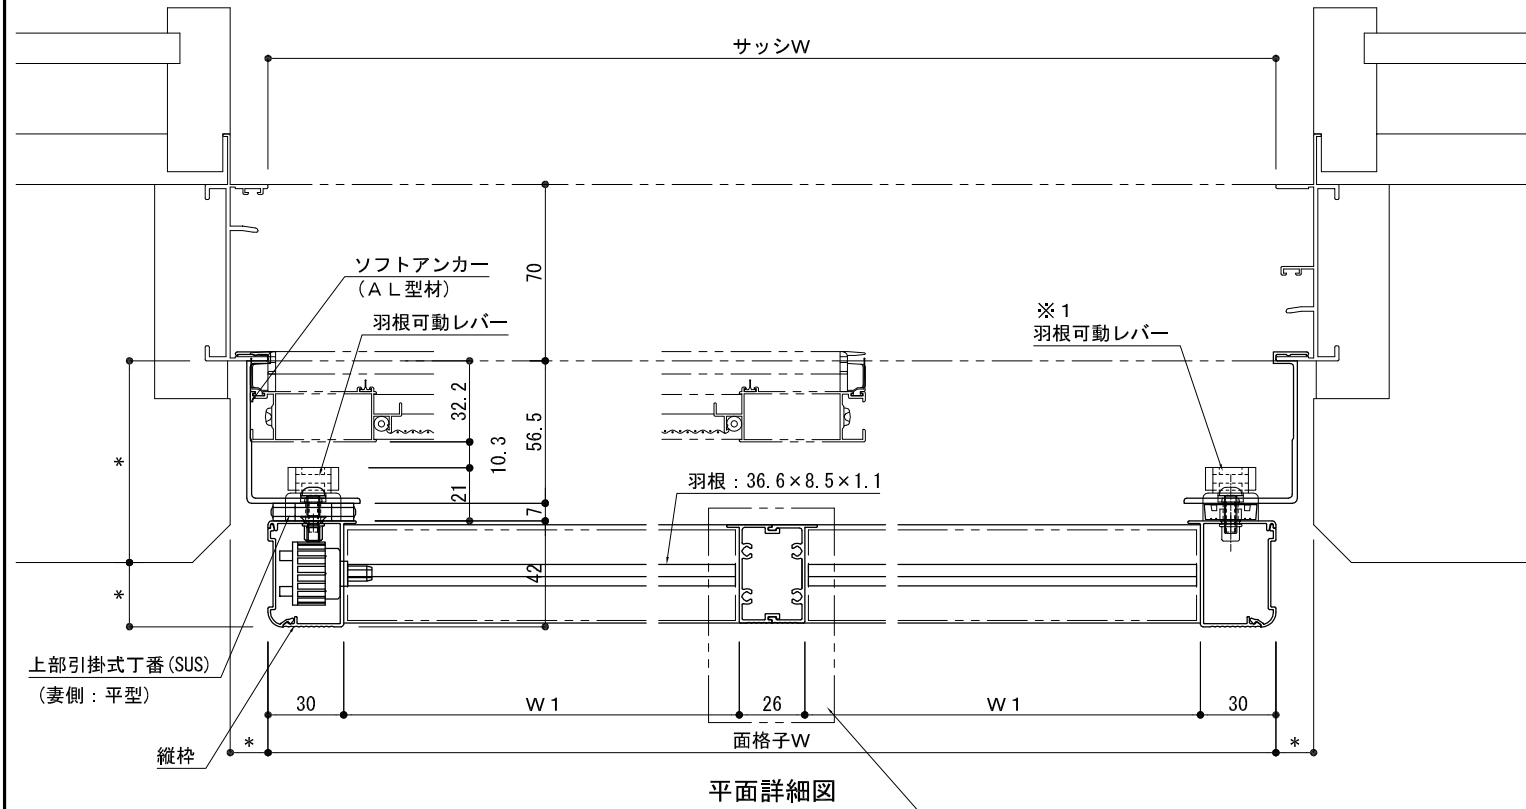 サッシW
ソフトアンカー
(ＡＬ型材)
羽根可動レバー
70
※1
羽根可動レバー
32.2
56.5
10.3
21
7
42
羽根：36.6×8.5×1.1
*
*
上部引掛式丁番(SUS)
(妻側：平型)
縦枠
30
W1
26
W1
30
*
面格子W
*
平面詳細図